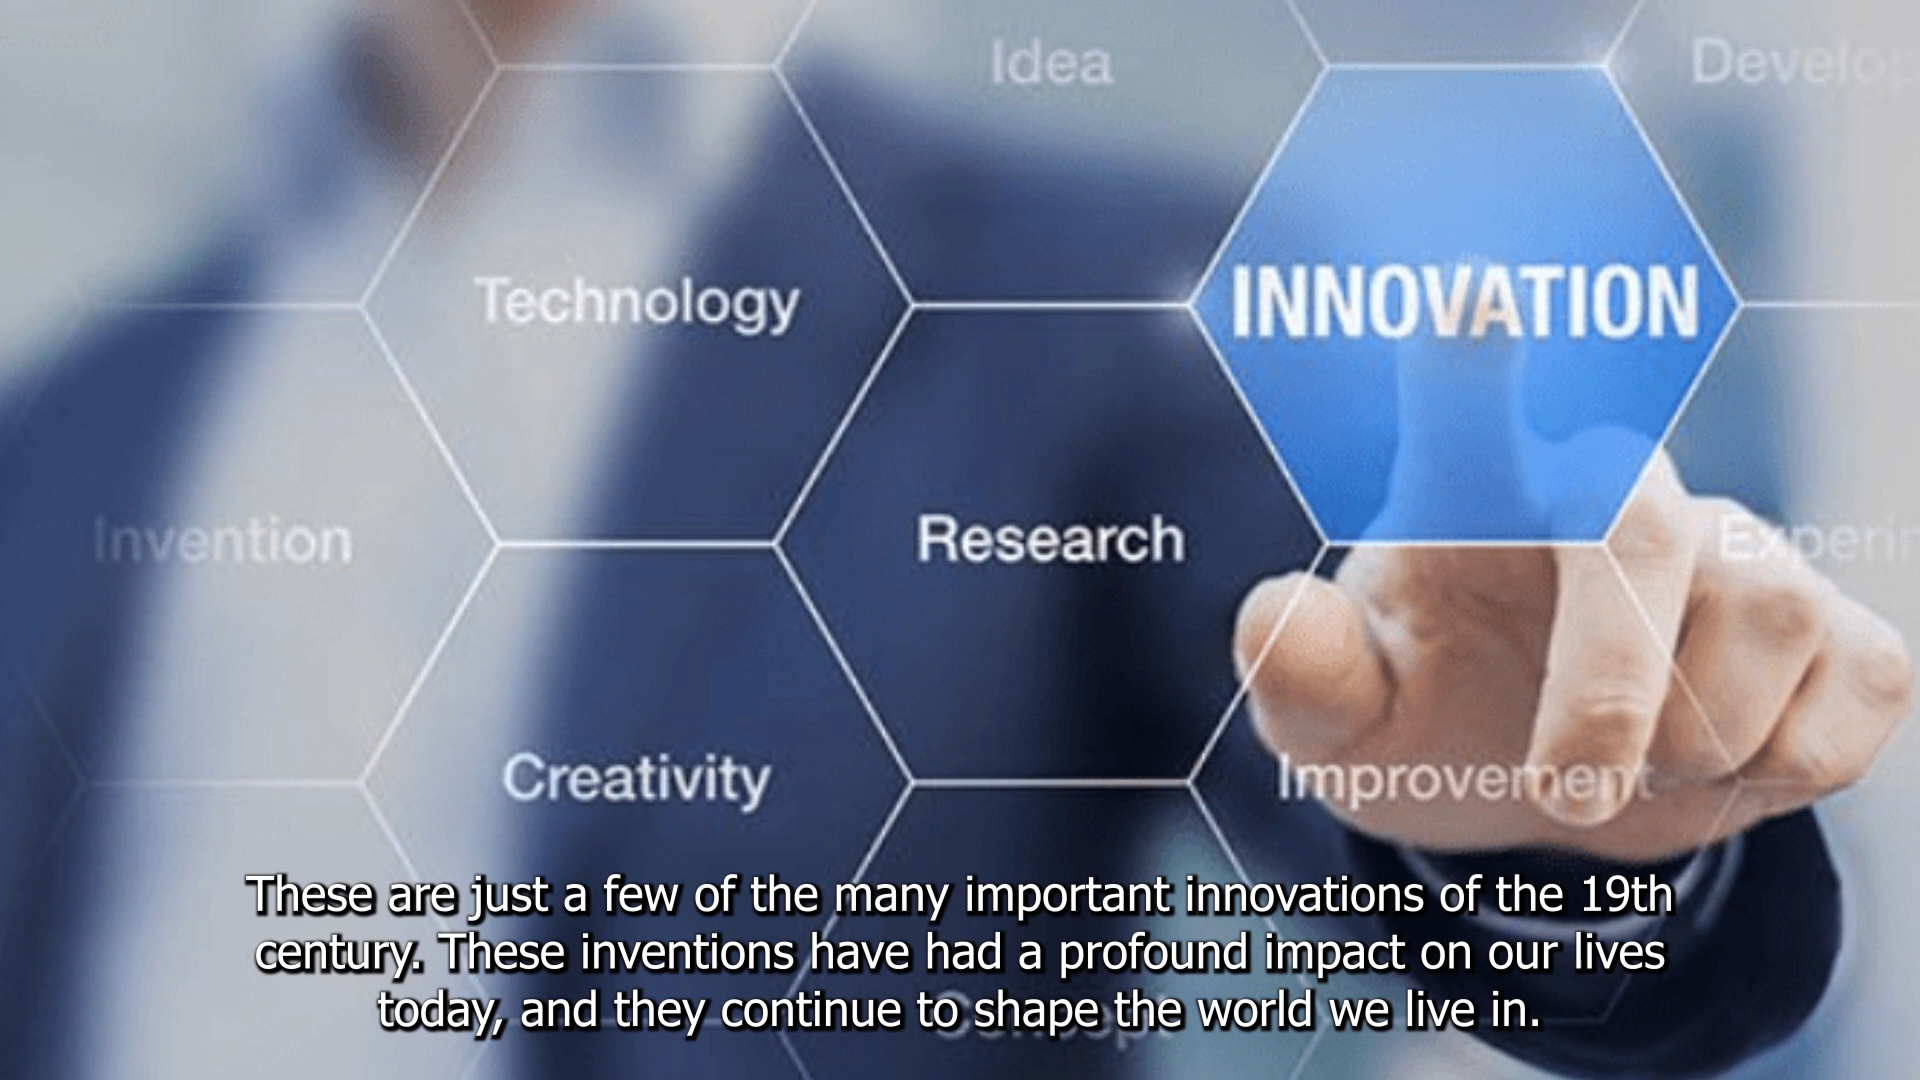 Idea
Technology
INNOVATION
Invention
Research
Creativity
Improvement
These are just a few of the many important innovations of the 19th
century. These inventions have had a profound impact on our lives
today, and they continue to shape the world we live in.